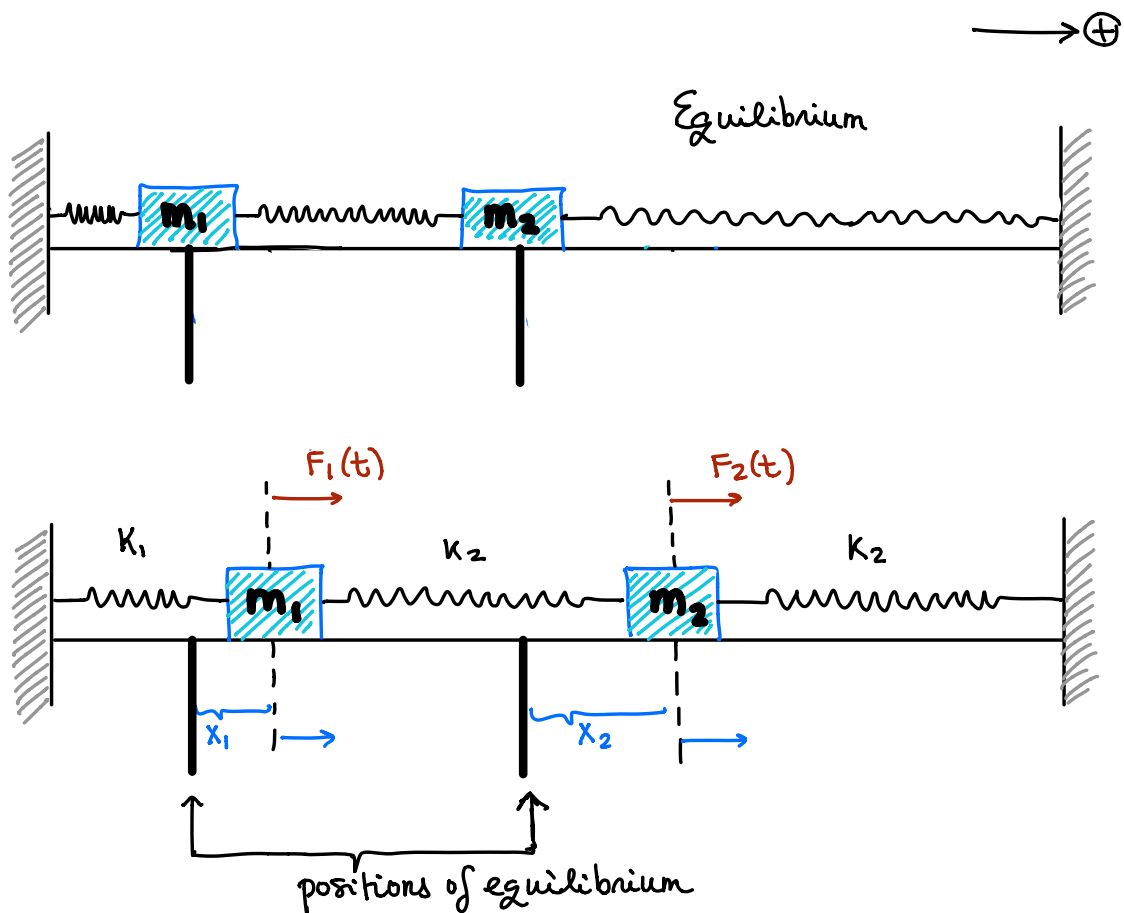 +
Equilibrium
m1 m2
F1(t) F2(t)
K1 K2 K2
m1 m2
x1 x2
positions of equilibrium